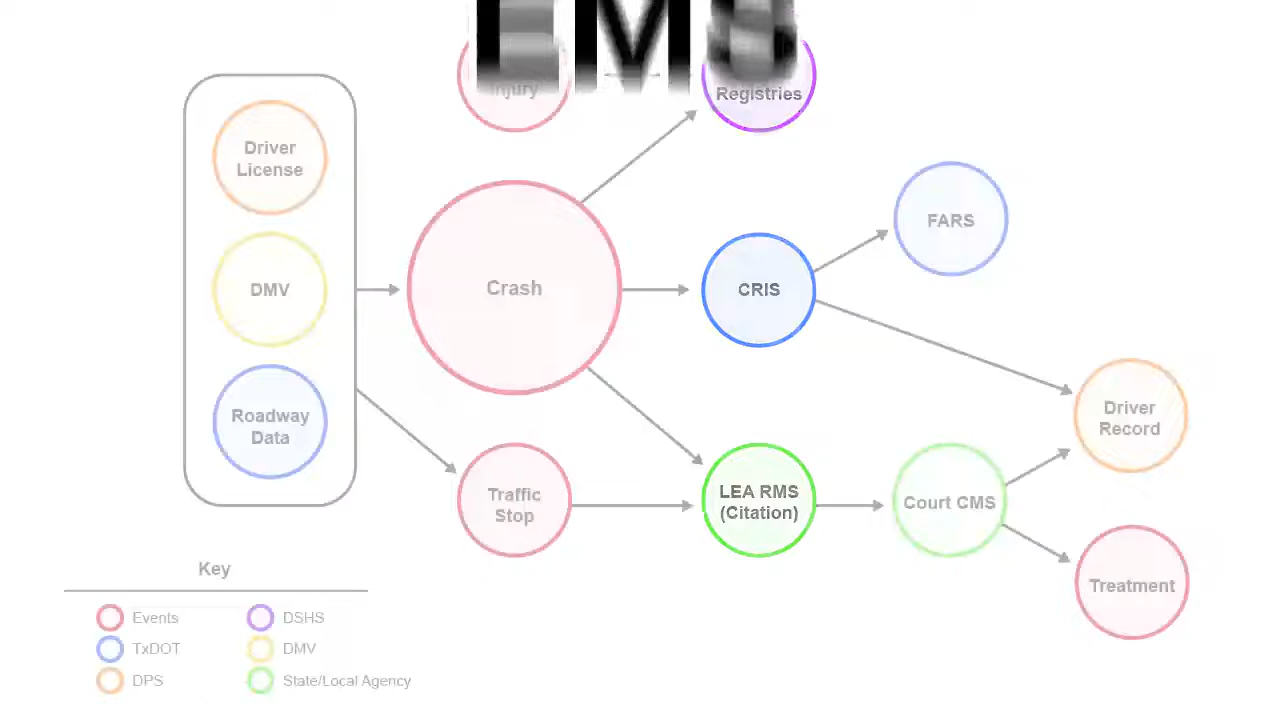 EMS
Injury
Registries
Driver
License
DMV
Roadway
Data
Crash
CRIS
FARS
Traffic
Stop
LEA RMS
(Citation)
Court CMS
Driver
Record
Treatment
Key
Events
DSHS
TxDOT
DMV
DPS
State/Local Agency